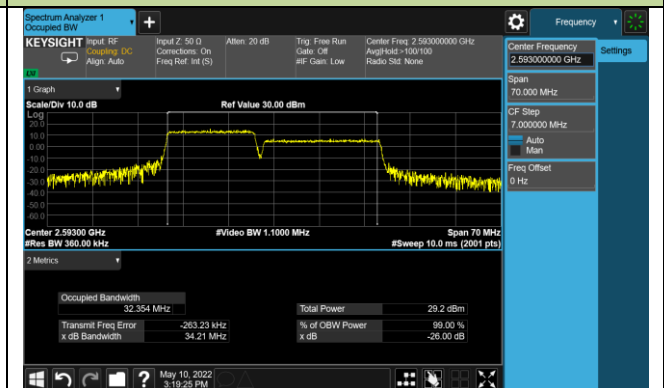 Spectrum Analyzer 1
Occupied BW
+
Frequency
KEYSIGHT
Input: RF
Coupling: DC
Align: Auto
Input Z: 50 Ω
Corrections: On
Freq Ref: Int (S)
Atten: 20 dB
Trig: Free Run
Gate: Off
#IF Gain: Low
Center Freq: 2.593000000 GHz
Avg|Hold:>100/100
Radio Std: None
Center Frequency
2.593000000 GHz
Settings
Span
70.000 MHz
CF Step
7.000000 MHz
Auto
Man
Freq Offset
0 Hz
1 Graph
Scale/Div 10.0 dB
Ref Value 30.00 dBm
Log
20.0
10.0
0.00
-10.0
-20.0
-30.0
-40.0
-50.0
-60.0
Center 2.59300 GHz
#Video BW 1.1000 MHz
Span 70 MHz
#Res BW 360.00 kHz
#Sweep 10.0 ms (2001 pts)
2 Metrics
Occupied Bandwidth
32.354 MHz
Total Power
29.2 dBm
Transmit Freq Error
-263.23 kHz
% of OBW Power
99.00 %
x dB Bandwidth
34.21 MHz
x dB
-26.00 dB
?
May 10, 2022
3:19:25 PM